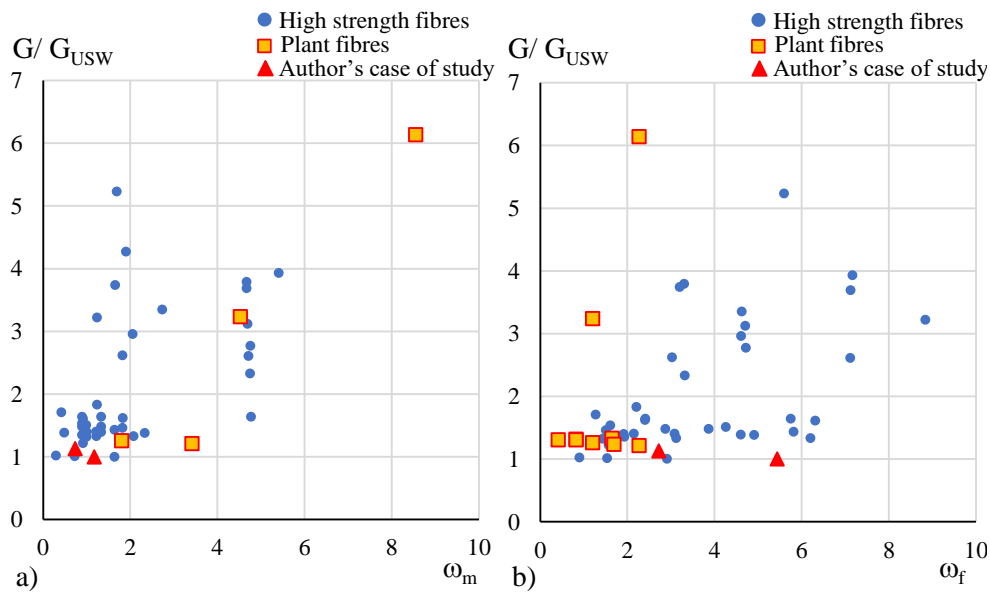 High strength fibres
Plant fibres
Author's case of study
G/ G_USW
7
6
5
4
3
2
1
0
0 2 4 6 8 10
a) ω_m
High strength fibres
Plant fibres
Author's case of study
G/ G_USW
7
6
5
4
3
2
1
0
0 2 4 6 8 10
b) ω_f